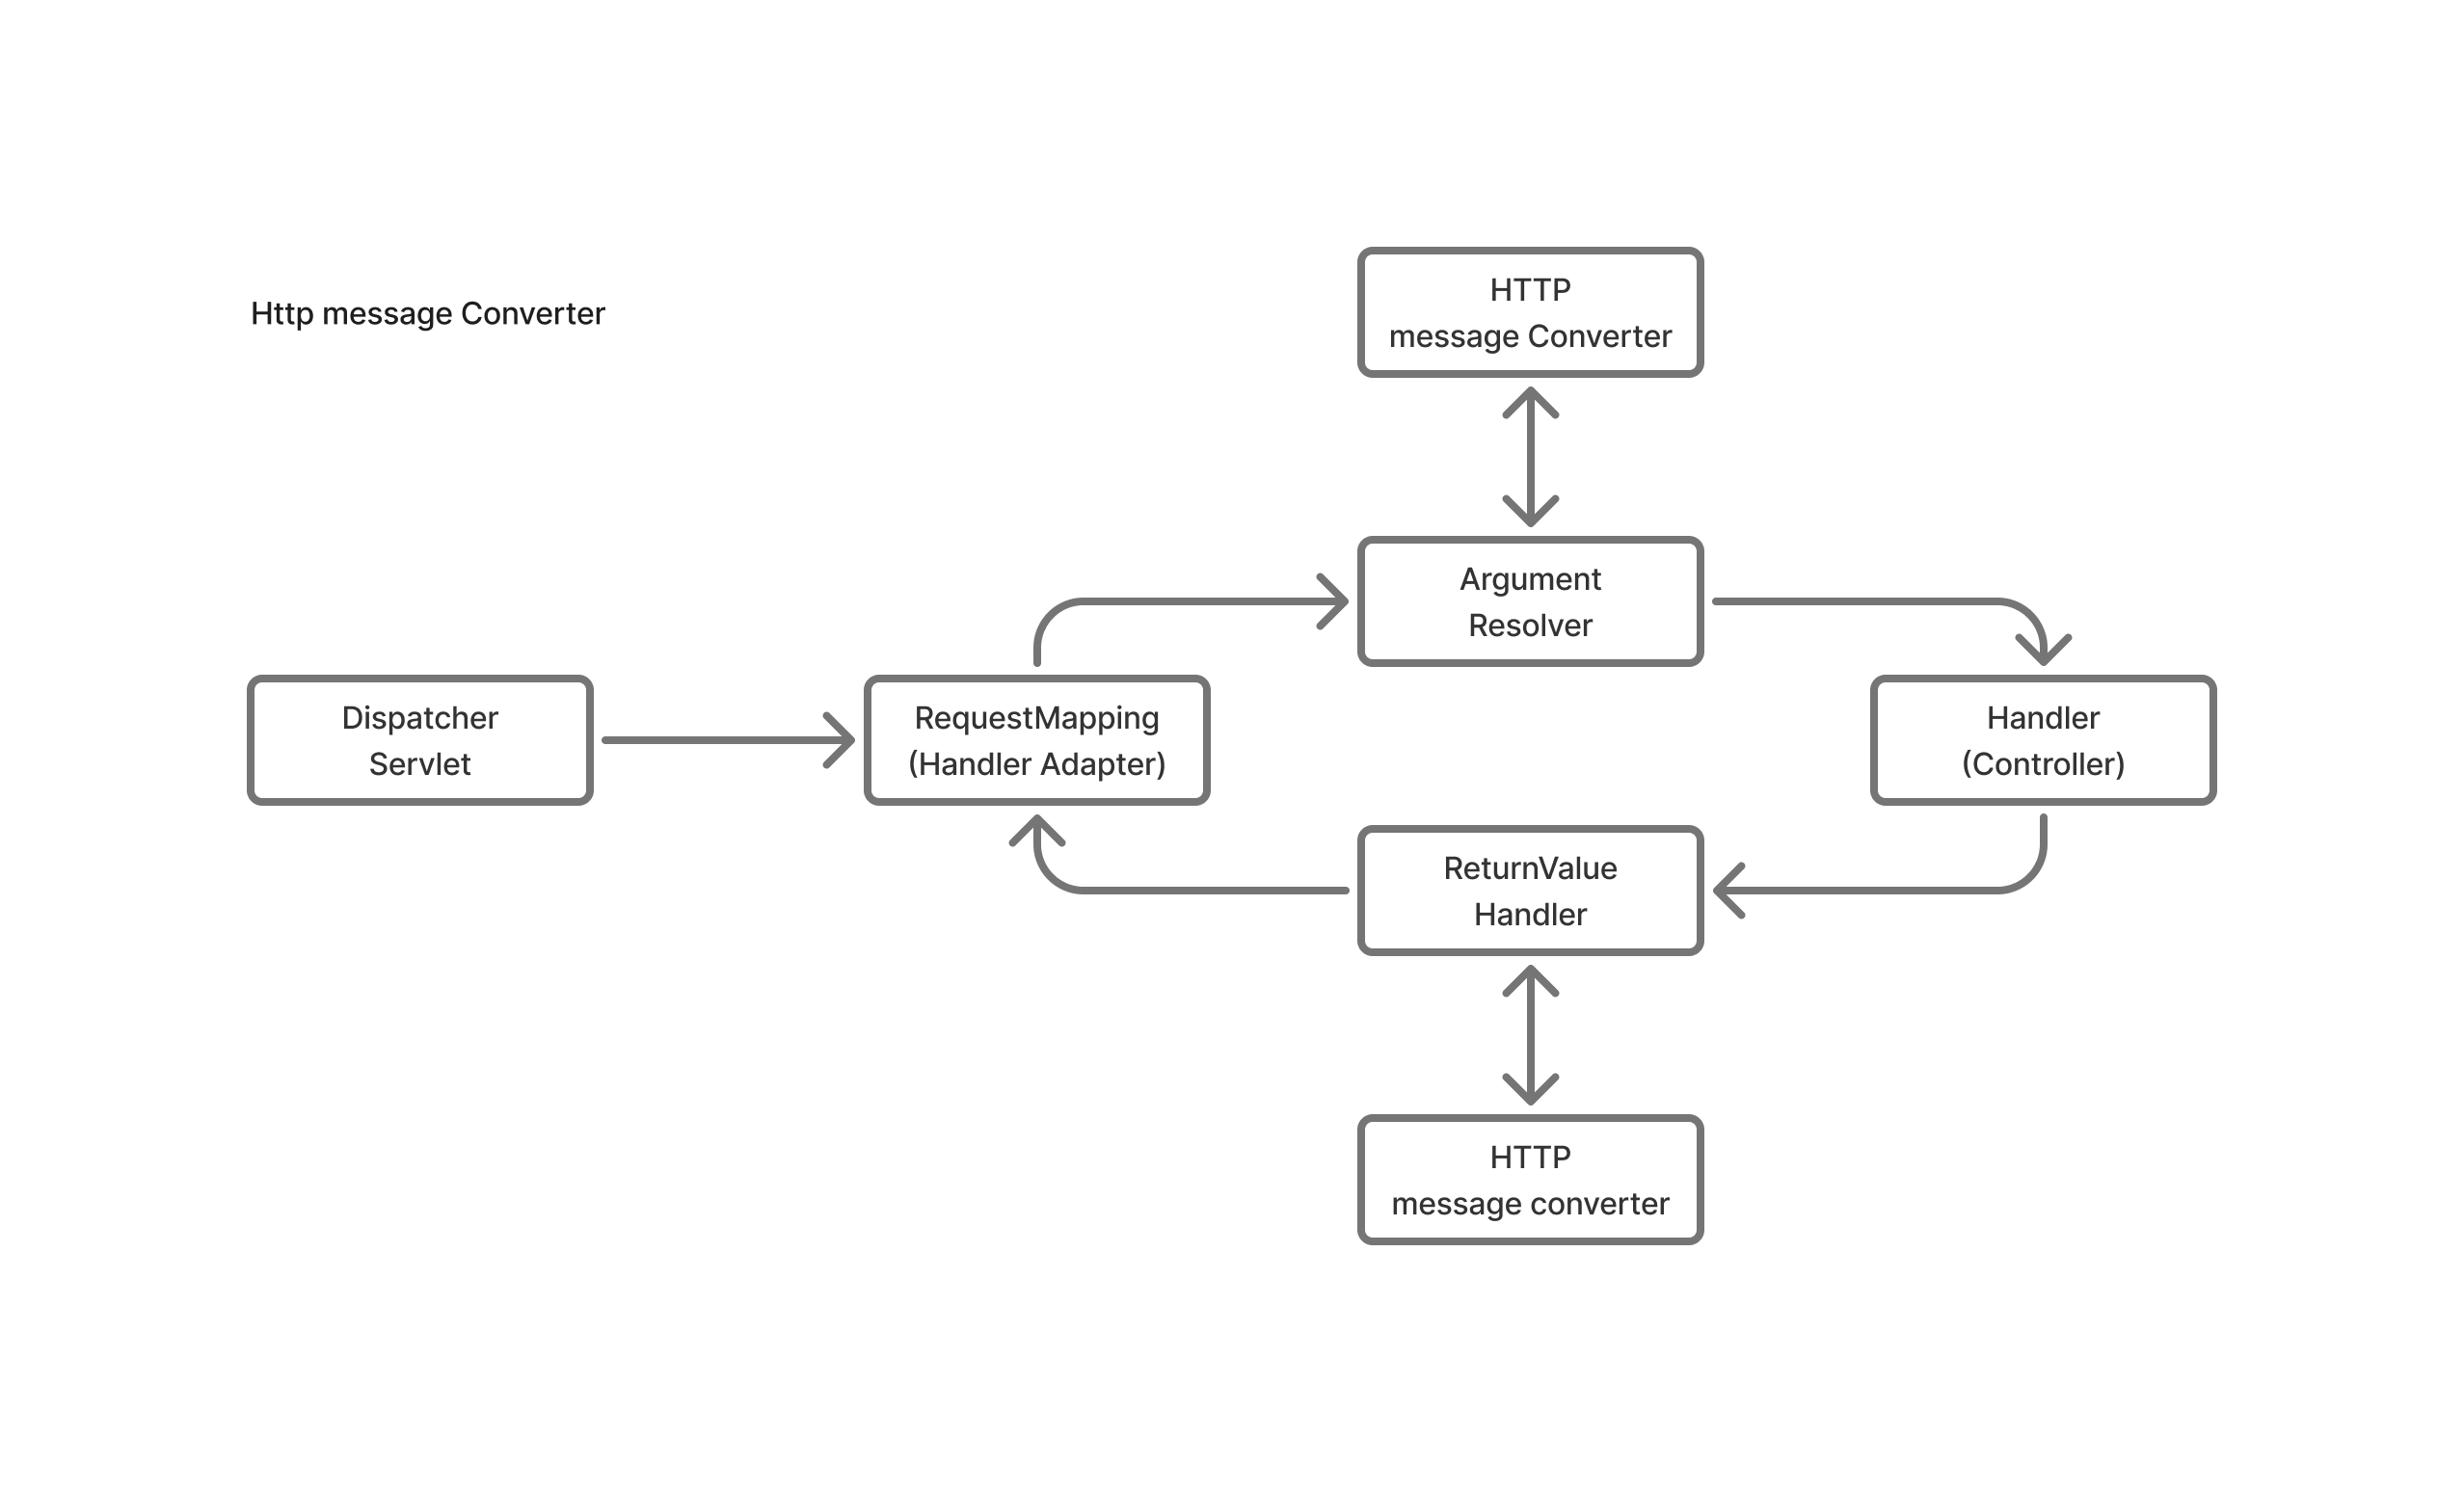 Http message Converter
HTTP
message Converter
Argument
Resolver
Dispatcher
Servlet
RequestMapping
(Handler Adapter)
Handler
(Controller)
ReturnValue
Handler
HTTP
message converter